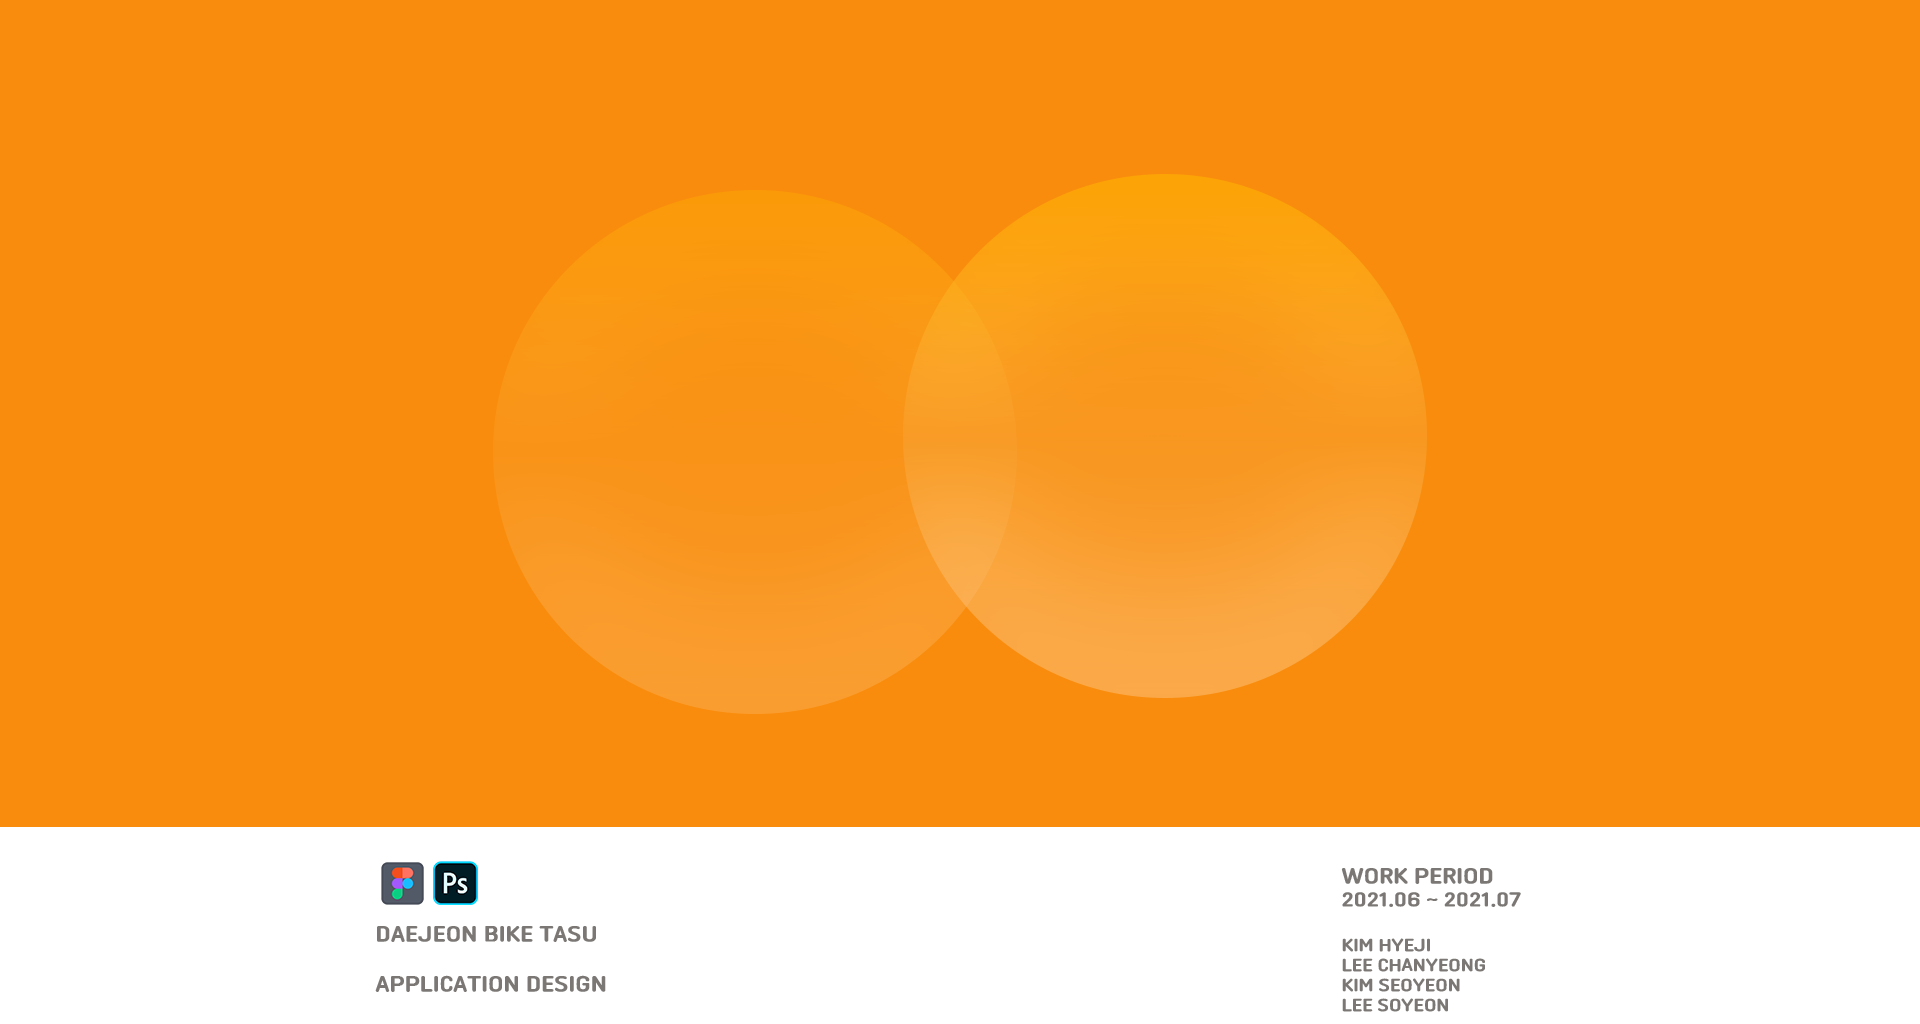 Ps
DAEJEON BIKE TASU
APPLICATION DESIGN
WORK PERIOD
2021.06 ~ 2021.07
KIM HYEJI
LEE CHANYEONG
KIM SEOYEON
LEE SOYEON